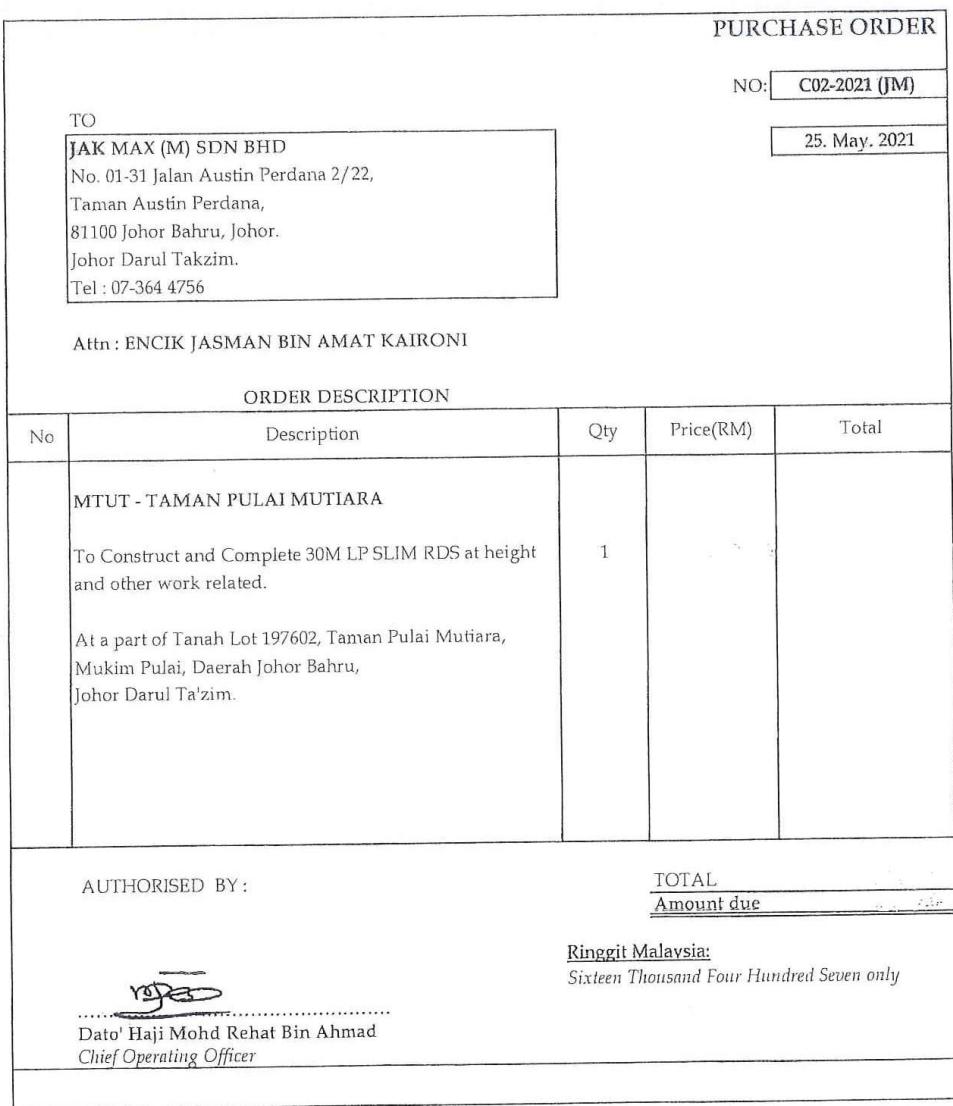 PURCHASE ORDER
NO: C02-2021 (JM)
25. May. 2021
TO
JAK MAX (M) SDN BHD
No. 01-31 Jalan Austin Perdana 2/22,
Taman Austin Perdana,
81100 Johor Bahru, Johor.
Johor Darul Takzim.
Tel : 07-364 4756
Attn : ENCIK JASMAN BIN AMAT KAIRONI
ORDER DESCRIPTION
No Description Qty Price(RM) Total
MTUT - TAMAN PULAI MUTIARA
To Construct and Complete 30M LP SLIM RDS at height 1
and other work related.
At a part of Tanah Lot 197602, Taman Pulai Mutiara,
Mukim Pulai, Daerah Johor Bahru,
Johor Darul Ta'zim.
AUTHORISED BY :
TOTAL
Amount due
Ringgit Malaysia:
Sixteen Thousand Four Hundred Seven only
Dato' Haji Mohd Rehat Bin Ahmad
Chief Operating Officer